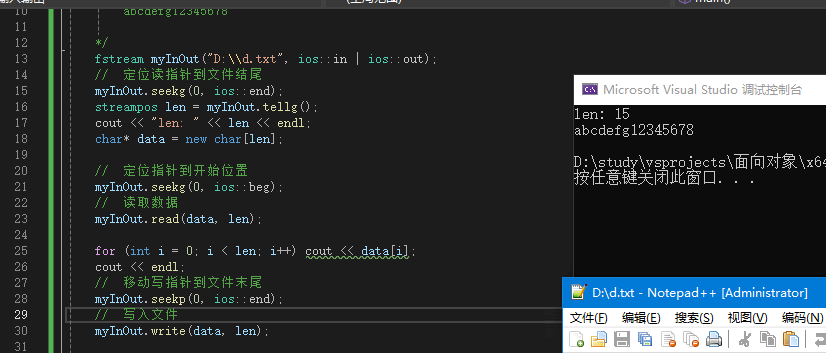 10 abcdefg12345678
11
12 */
13 fstream myInOut("D:\\d.txt", ios::in | ios::out);
14 // 定位读指针到文件结尾
15 myInOut.seekg(0, ios::end);
16 streampos len = myInOut.tellg();
17 cout << "len: " << len << endl;
18 char* data = new char[len];
19
20 // 定位指针到开始位置
21 myInOut.seekg(0, ios::beg);
22 // 读取数据
23 myInOut.read(data, len);
24
25 for (int i = 0; i < len; i++) cout << data[i];
26 cout << endl;
27 // 移动写指针到文件末尾
28 myInOut.seekp(0, ios::end);
29 // 写入文件
30 myInOut.write(data, len);
31
Microsoft Visual Studio 调试控制台
len: 15
abcdefg12345678
D:\study\vsprojects\面向对象\x64
按任意键关闭此窗口. . .
D:\d.txt - Notepad++ [Administrator]
文件(F) 编辑(E) 搜索(S) 视图(V) 编码(N)